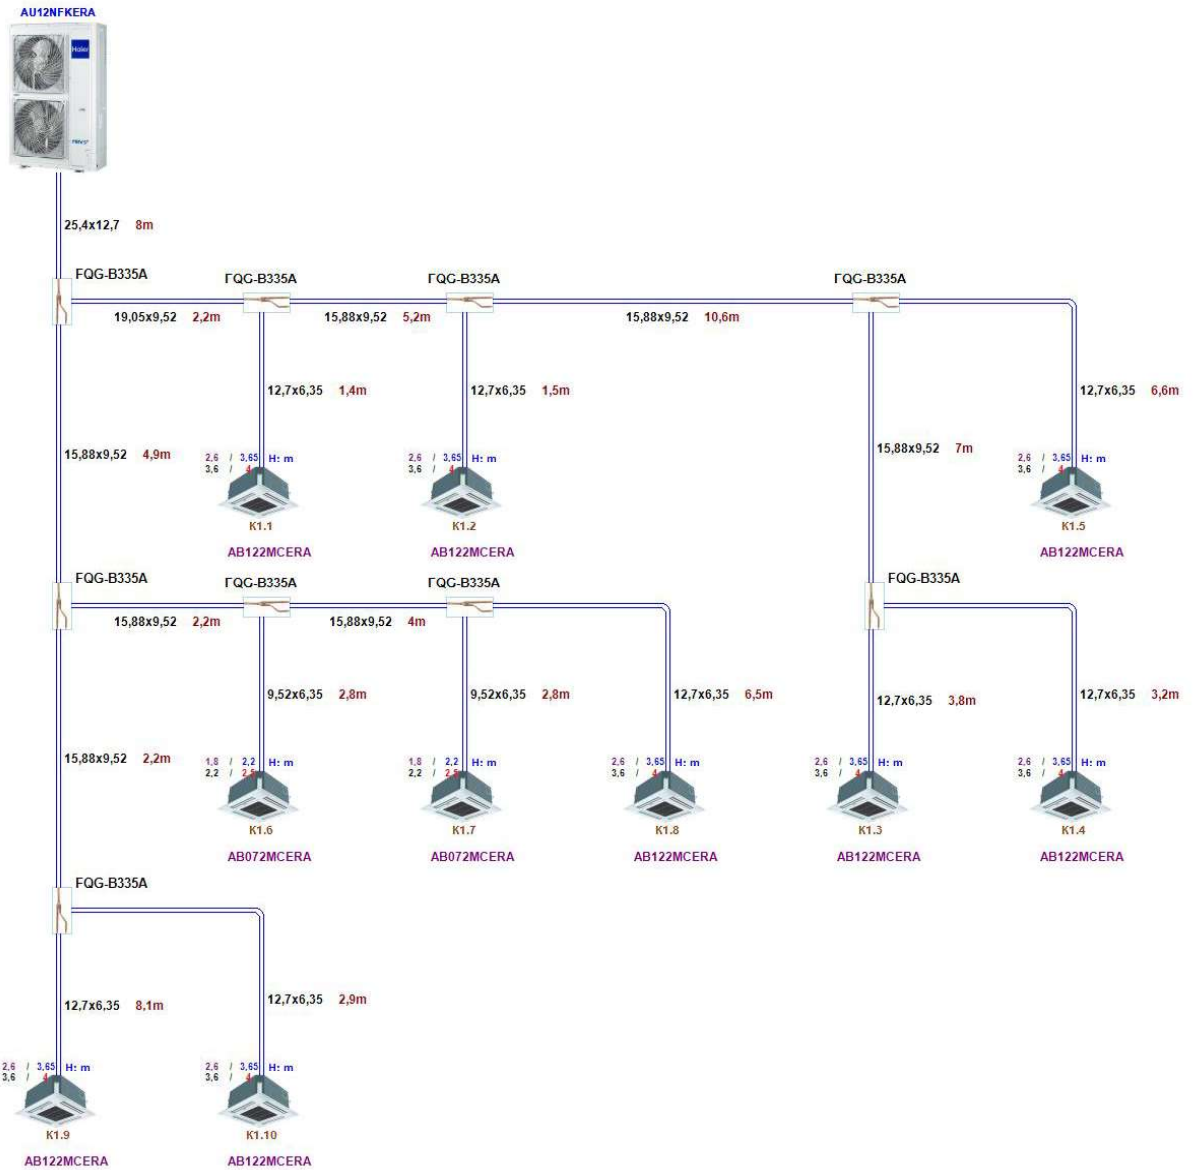 AU12NFKERA
Haier
25,4x12,7 8m
FQG-B335A ГQG-B335A ГQG-B335A ГQG-B335A
19,05x9,52 2,2m 15,88x9,52 5,2m 15,88x9,52 10,6m
12,7x6,35 1,4m 12,7x6,35 1,5m 12,7x6,35 6,6m
15,88x9,52 4,9m 15,88x9,52 7m
2,6 / 3,65 H: m 2,6 / 3,65 H: m 2,6 / 3,65 H: m
3,6 / 4 3,6 / 4 3,6 / 4
K1.1 K1.2 K1.5
AB122MCERA AB122MCERA AB122MCERA
FQG-B335A ГQG-B335A ГQG-B335A FQG-B335A
15,88x9,52 2,2m 15,88x9,52 4m
9,52x6,35 2,8m 9,52x6,35 2,8m 12,7x6,35 6,5m 12,7x6,35 3,8m 12,7x6,35 3,2m
15,88x9,52 2,2m
1,8 / 2,2 H: m 1,8 / 2,2 H: m 2,6 / 3,65 H: m 2,6 / 3,65 H: m 2,6 / 3,65 H: m
2,2 / 2,5 2,2 / 2,5 3,6 / 4 3,6 / 4 3,6 / 4
K1.6 K1.7 K1.8 K1.3 K1.4
AB072MCERA AB072MCERA AB122MCERA AB122MCERA AB122MCERA
FQG-B335A
12,7x6,35 8,1m 12,7x6,35 2,9m
2,6 / 3,65 H: m 2,6 / 3,65 H: m
3,6 / 4 3,6 / 4
K1.9 K1.10
AB122MCERA AB122MCERA